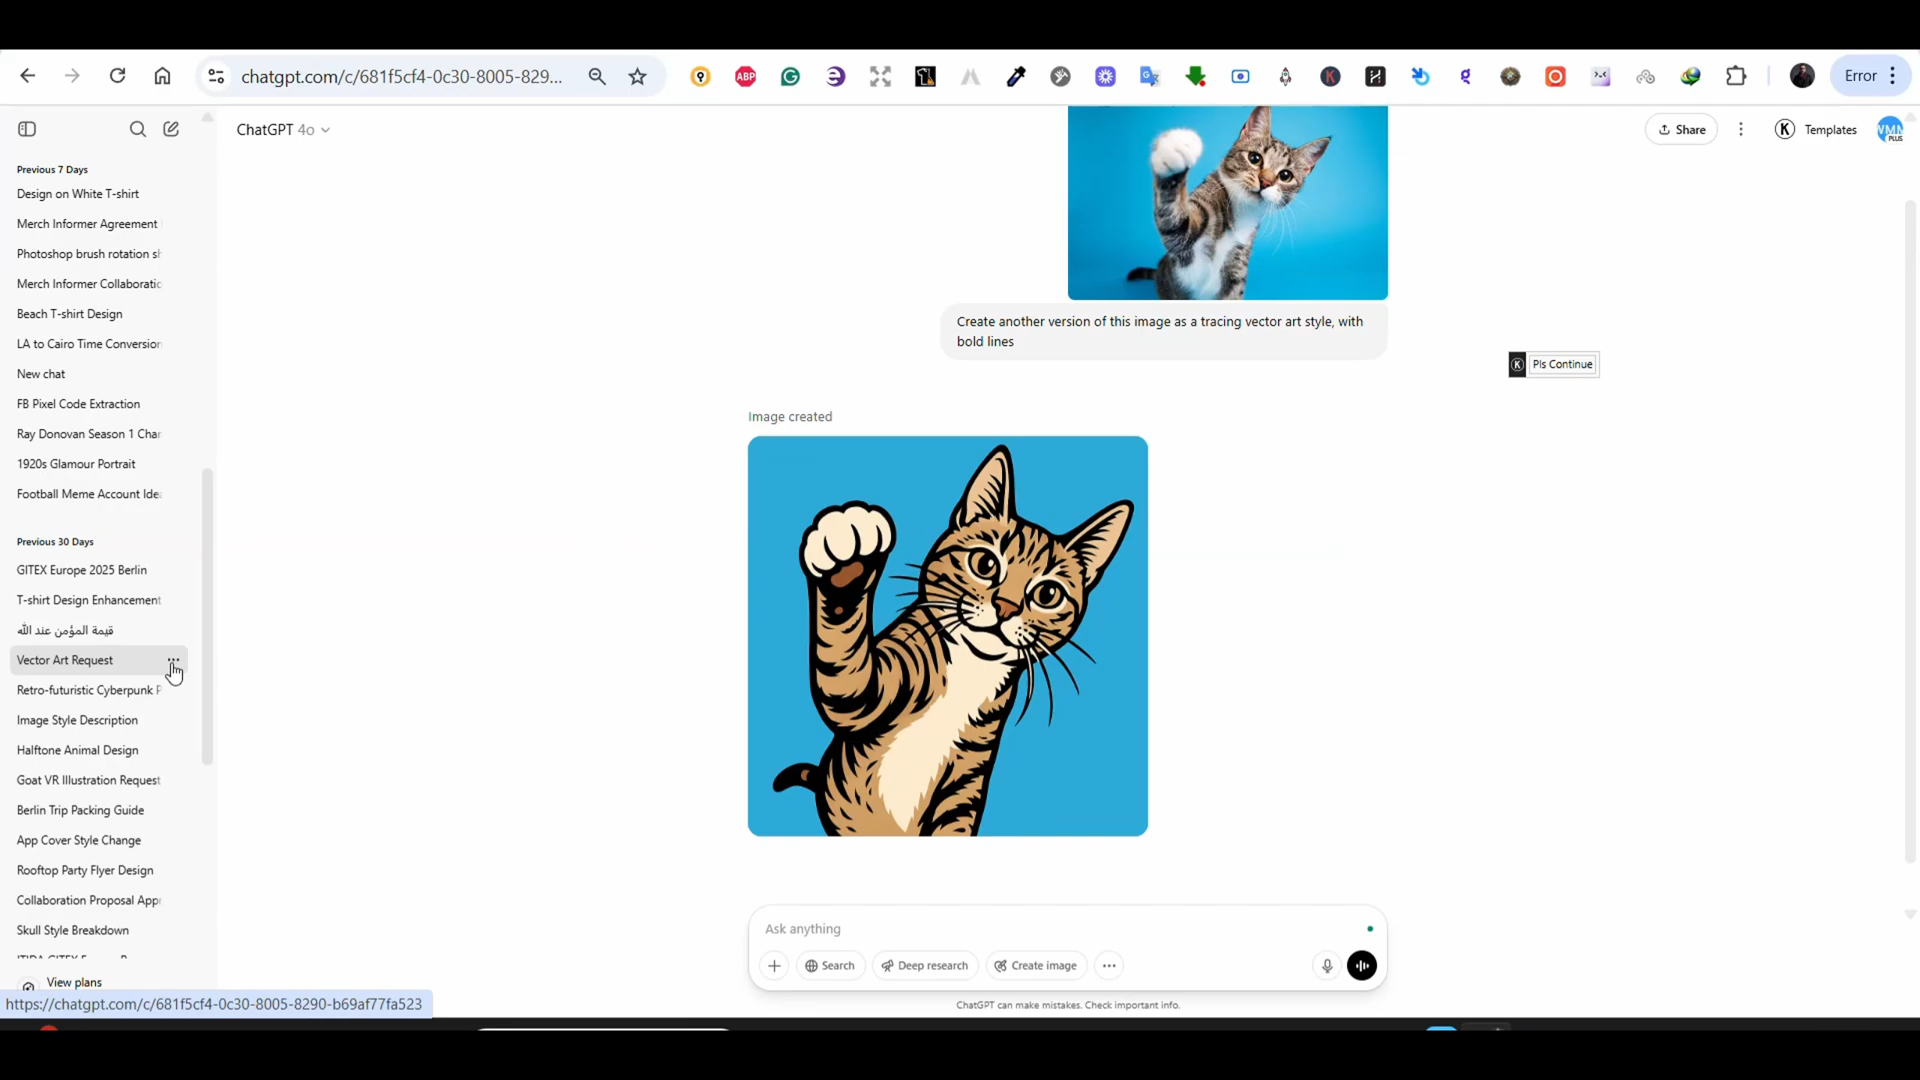 chatgpt.com/c/681f5cf4-0c30-8005-829...
ABP
Error
ChatGPT 4o
Share
Templates
PLUS
Previous 7 Days
Design on White T-shirt
Merch Informer Agreement
Photoshop brush rotation sh
Merch Informer Collaboratio
Beach T-shirt Design
LA to Cairo Time Conversion
New chat
FB Pixel Code Extraction
Ray Donovan Season 1 Char
1920s Glamour Portrait
Football Meme Account Idea
Previous 30 Days
GITEX Europe 2025 Berlin
T-shirt Design Enhancement
قيمة المؤمن عند الله
Vector Art Request
Retro-futuristic Cyberpunk P
Image Style Description
Halftone Animal Design
Goat VR Illustration Request
Berlin Trip Packing Guide
App Cover Style Change
Rooftop Party Flyer Design
Collaboration Proposal Appr
Skull Style Breakdown
View plans
https://chatgpt.com/c/681f5cf4-0c30-8005-8290-b69af77fa523
Create another version of this image as a tracing vector art style, with
bold lines
Pls Continue
Image created
Ask anything
Search
Deep research
Create image
ChatGPT can make mistakes. Check important info.